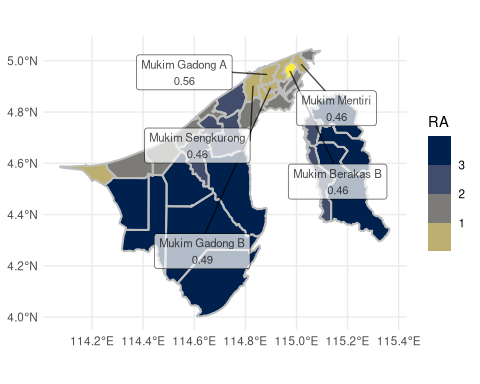 5.0°N
4.8°N
4.6°N
4.4°N
4.2°N
4.0°N
Mukim Gadong A
0.56
Mukim Mentiri
0.46
Mukim Sengkurong
0.46
Mukim Berakas B
0.46
Mukim Gadong B
0.49
114.2°E 114.4°E 114.6°E 114.8°E 115.0°E 115.2°E 115.4°E
RA
3
2
1